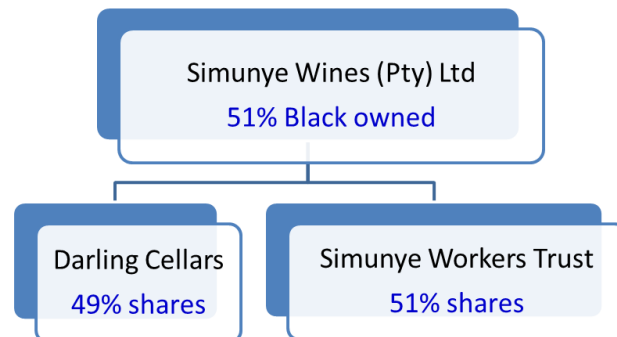 Simunye Wines (Pty) Ltd
51% Black owned
Darling Cellars
49% shares
Simunye Workers Trust
51% shares